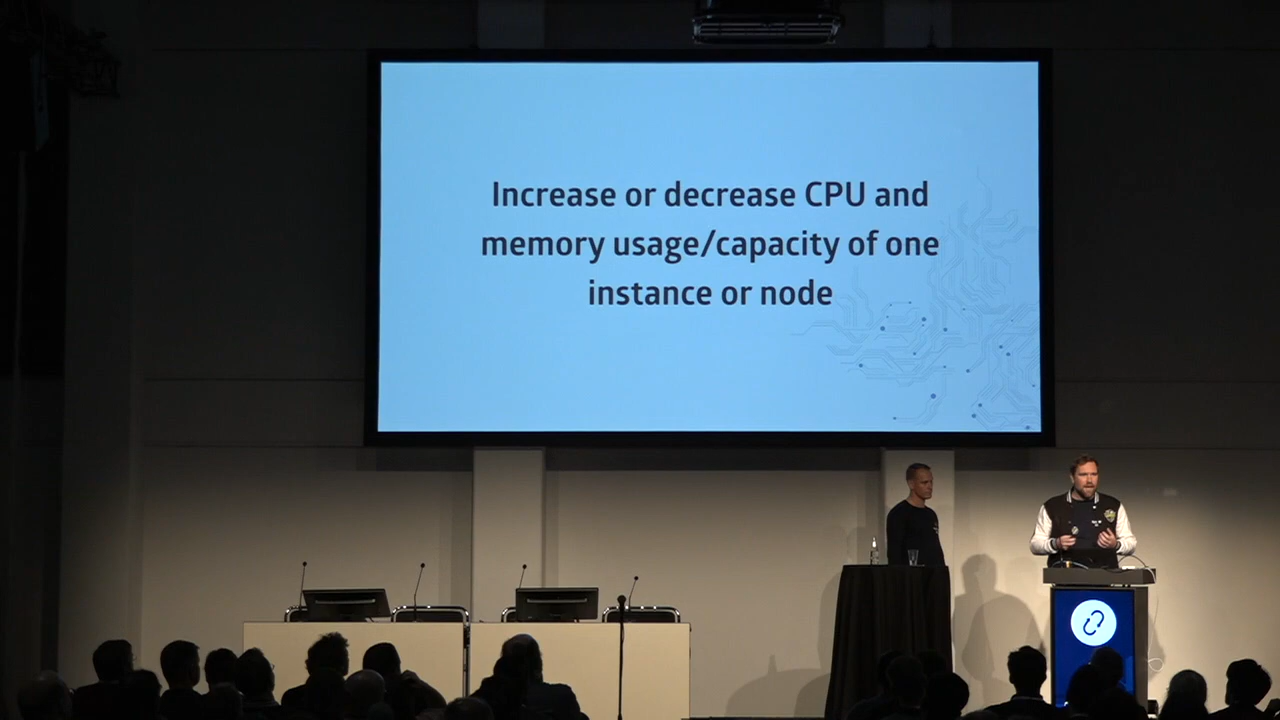 Increase or decrease CPU and
memory usage/capacity of one
instance or node